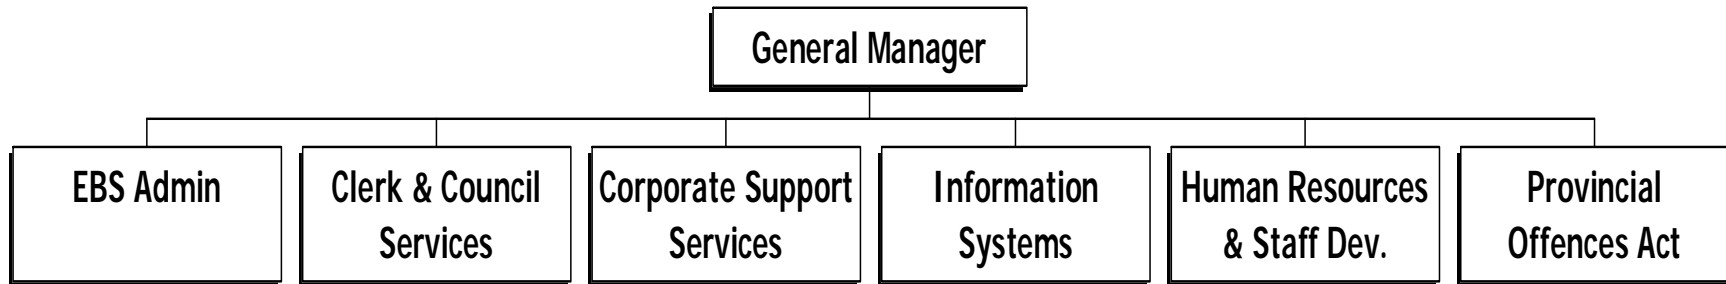 General Manager
EBS Admin
Clerk & Council
Services
Corporate Support
Services
Information
Systems
Human Resources
& Staff Dev.
Provincial
Offences Act